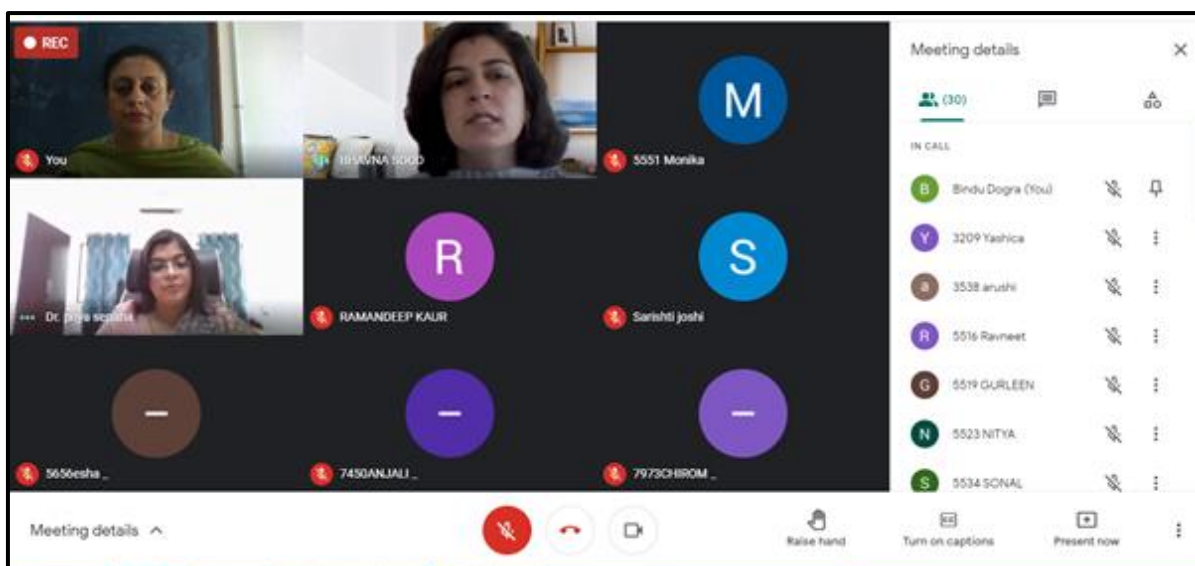 REC
You
BHAVNA SOOD
M
5551 Monika
Dr. priya
R
RAMANDEEP KAUR
S
Sarishti joshi
5656esha _
7450ANJALI _
7973CHIROM _
Meeting details
(30)
IN CALL
B Bindu Dogra (You)
Y 3209 Yashica
a 3538 arushi
R 5516 Ravneet
G 5519 GURLEEN
N 5523 NITYA
S 5534 SONAL
Meeting details
Raise hand
Turn on captions
Present now